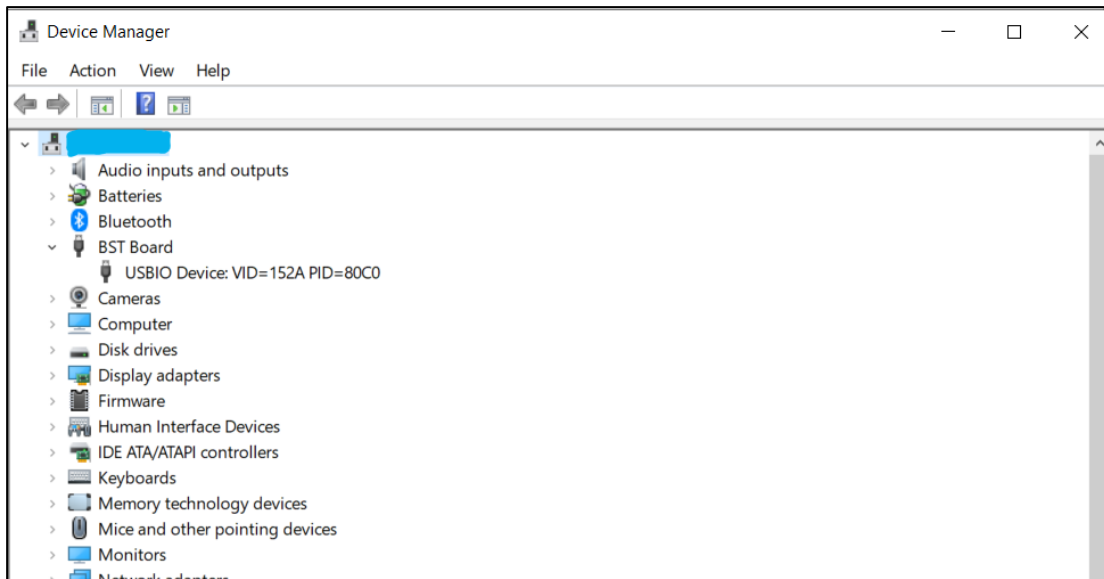 Device Manager
File Action View Help
Audio inputs and outputs
Batteries
Bluetooth
BST Board
USBIO Device: VID=152A PID=80C0
Cameras
Computer
Disk drives
Display adapters
Firmware
Human Interface Devices
IDE ATA/ATAPI controllers
Keyboards
Memory technology devices
Mice and other pointing devices
Monitors
Network adapters